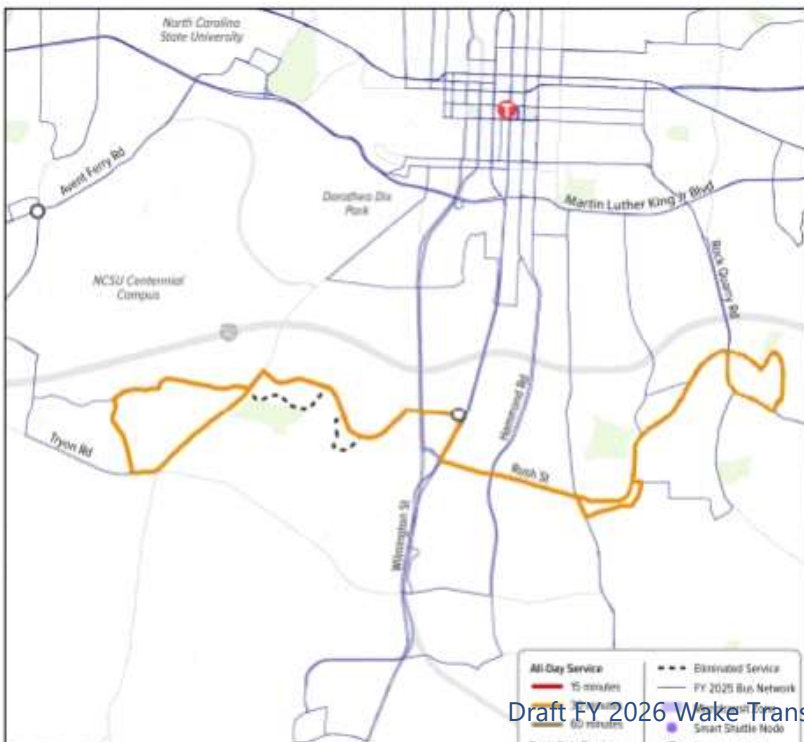 North Carolina
State University
T
Avent Ferry Rd
Dorothea Dix
Park
Martin Luther King Jr Blvd
NCSU Centennial
Campus
Rock Quarry Rd
Hammond Rd
Tryon Rd
Rush St
Wilmington St
All-Day Service
15 minutes
60 minutes
Eliminated Service
FY 2025 Bus Network
Smart Shuttle Node
Draft FY 2026 Wake Trans